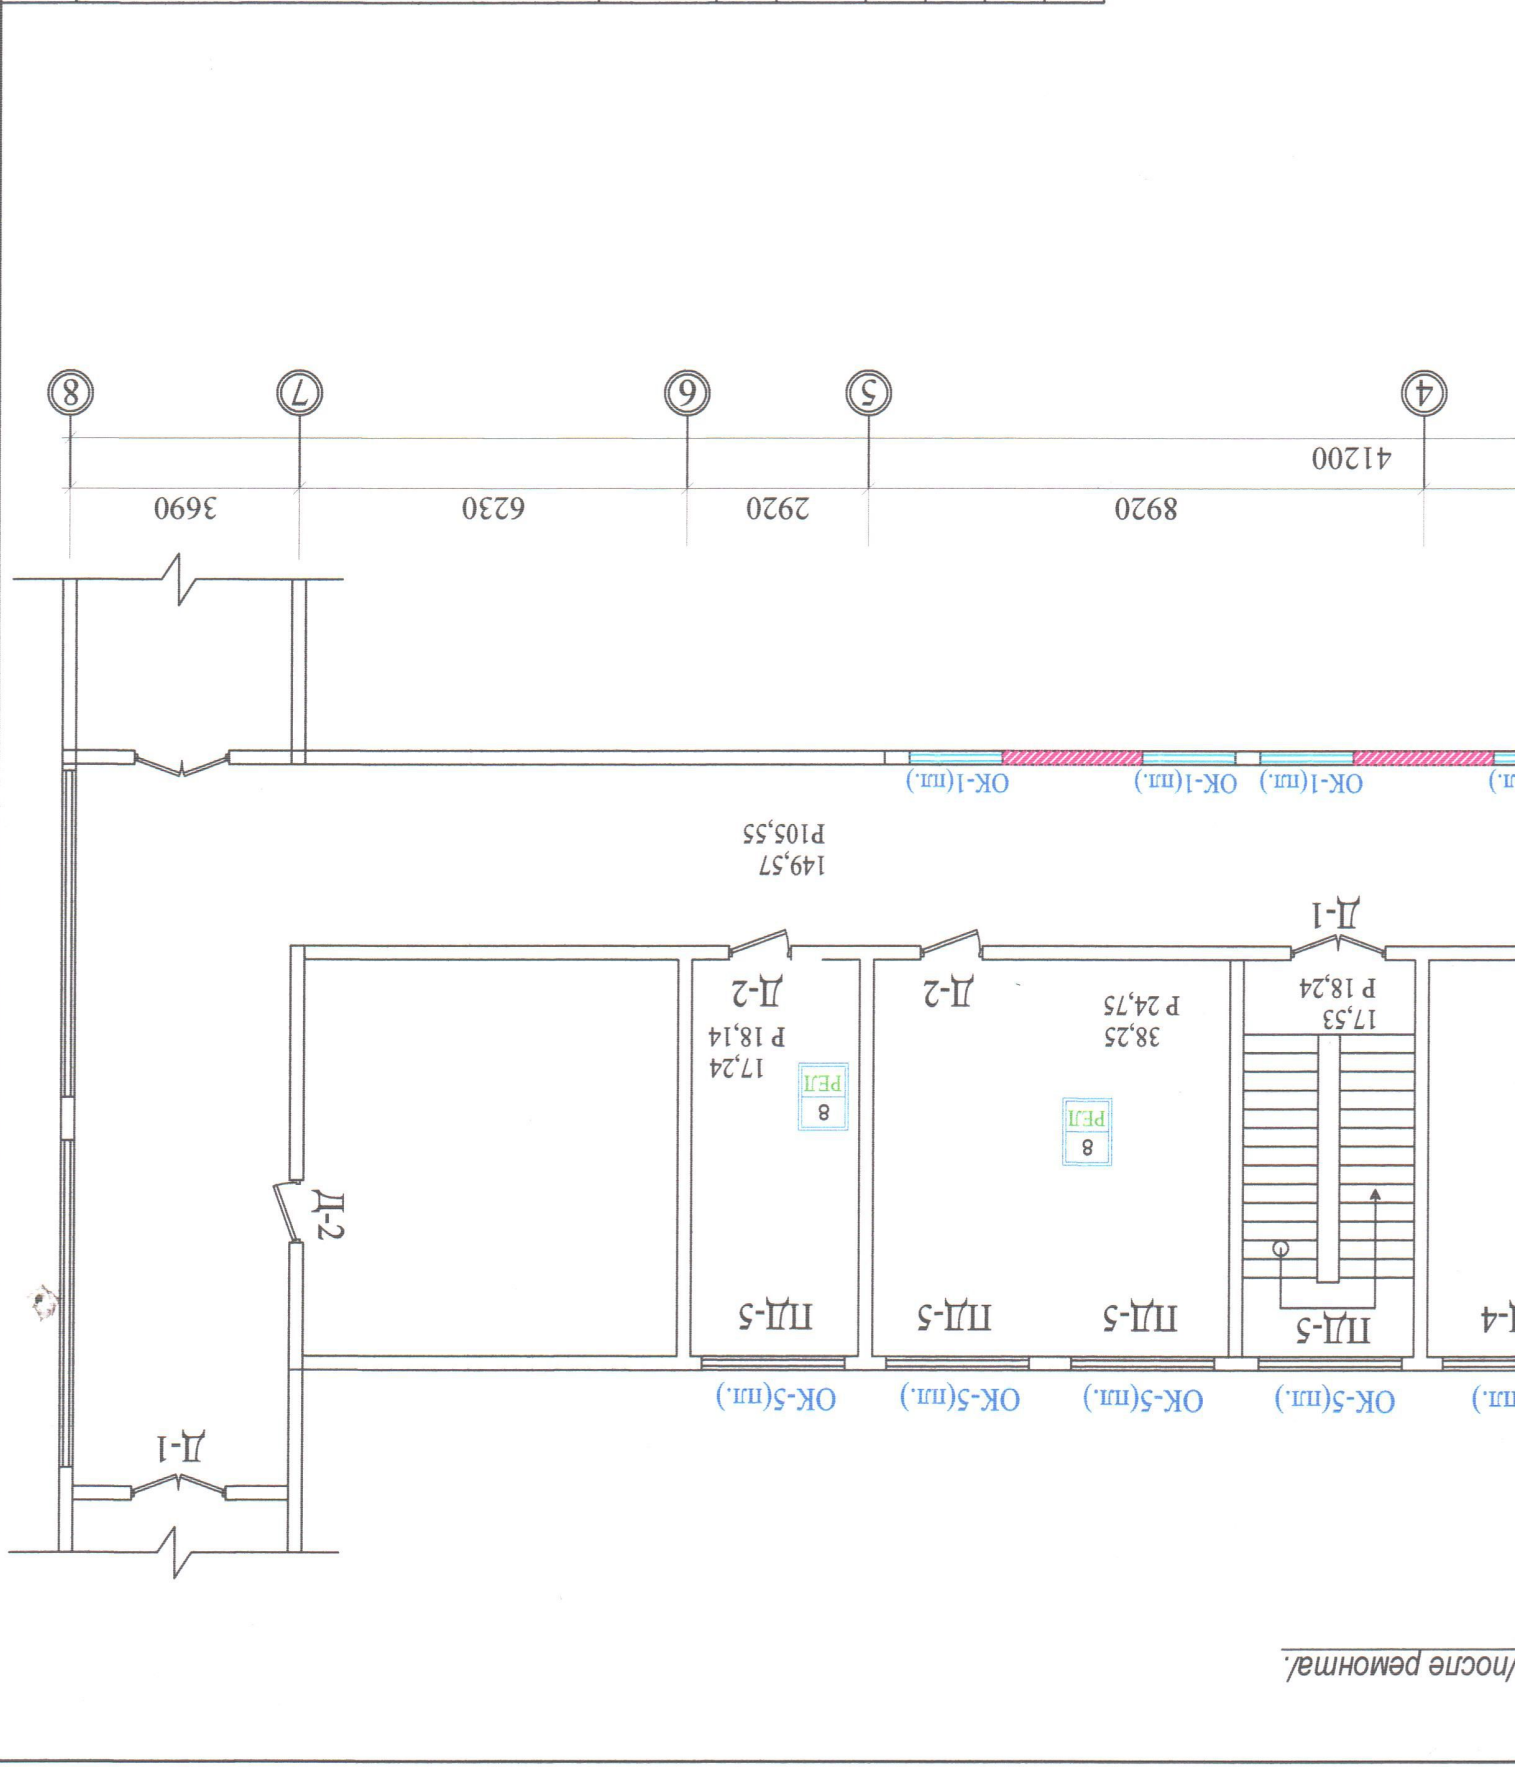 /после ремонта/.
ОК-5(пл.)
ОК-5(пл.)
ОК-5(пл.)
ОК-5(пл.)
Д-1
ПД-5
ПД-5
ПД-5
ПД-5
Д-2
8
РЕЛ
8
РЕЛ
17,53
Р 18,24
38,25
Р 24,75
17,24
Р 18,14
Д-2
Д-2
Д-1
149,57
Р105,55
ОК-1(пл.)
ОК-1(пл.)
ОК-1(пл.)
8920
2920
6230
3690
41200
4
5
6
7
8